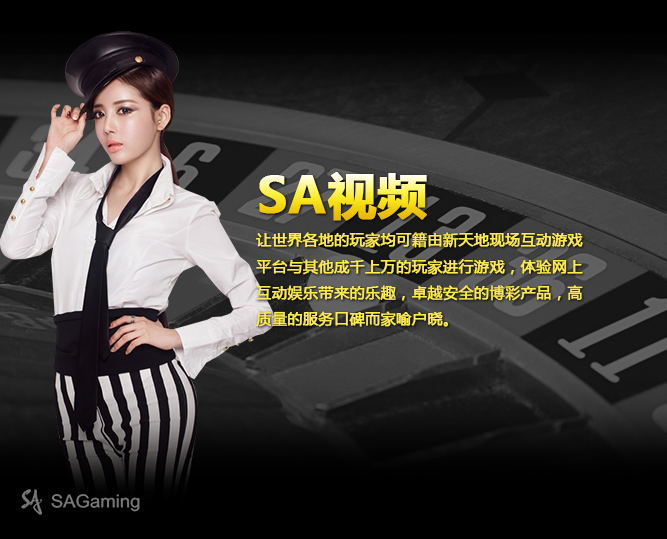 SA视频
让世界各地的玩家均可籍由新天地现场互动游戏
平台与其他成千上万的玩家进行游戏，体验网上
互动娱乐带来的乐趣，卓越安全的博彩产品，高
质量的服务口碑而家喻户晓。
SA SAGaming
6
11